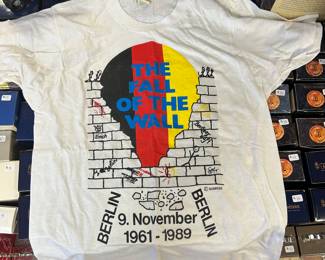 THE
FALL
OF THE
WALL
BERLIN
9. November
1961 - 1989
BERLIN